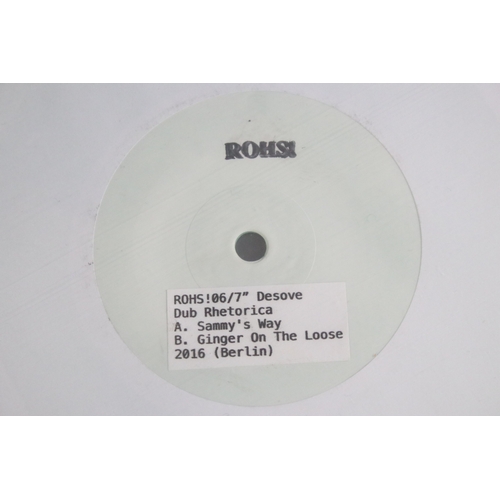 ROHS!
ROHS!06/7” Desove
Dub Rhetorica
A. Sammy's Way
B. Ginger On The Loose
2016 (Berlin)